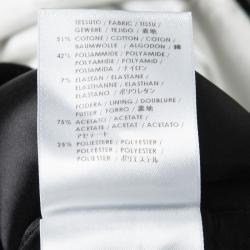 TESSUTO / FABRIC / TISSU /
GEWEBE / TEJIDO / 表地
51% COTONE / COTTON / COTON /
BAUMWOLLE / ALGODON / 綿
42% POLIAMMIDE / POLYAMIDE /
POLYAMIDE / POLYAMID /
POLIAMIDA / ナイロン
7% ELASTAN / ELASTANE /
ELASTHANNE / ELASTHAN /
ELASTANO / ポリウレタン
FODERA / LINING / DOUBLURE /
FUTTER / FORRO / 裏地
75% ACETATO / ACETATE /
ACETATE / ACETAT / ACETATO /
アセテート
25% POLIESTERE / POLYESTER /
POLYESTER / POLYESTER /
POLIESTER / ポリエステル